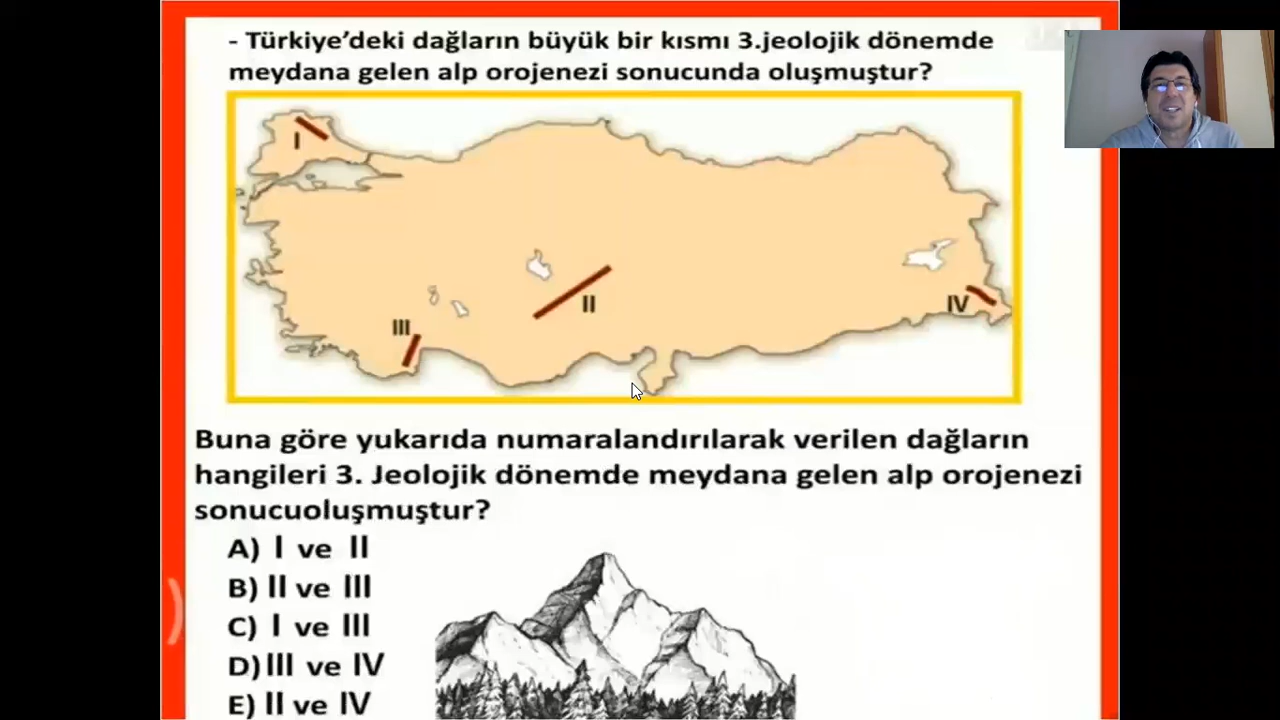 - Türkiye’deki dağların büyük bir kısmı 3.jeolojik dönemde
meydana gelen alp orojenezi sonucunda oluşmuştur?
I
II
III
IV
Buna göre yukarıda numaralandırılarak verilen dağların
hangileri 3. Jeolojik dönemde meydana gelen alp orojenezi
sonucuoluşmuştur?
A) I ve II
B) II ve III
C) I ve III
D) III ve IV
E) II ve IV